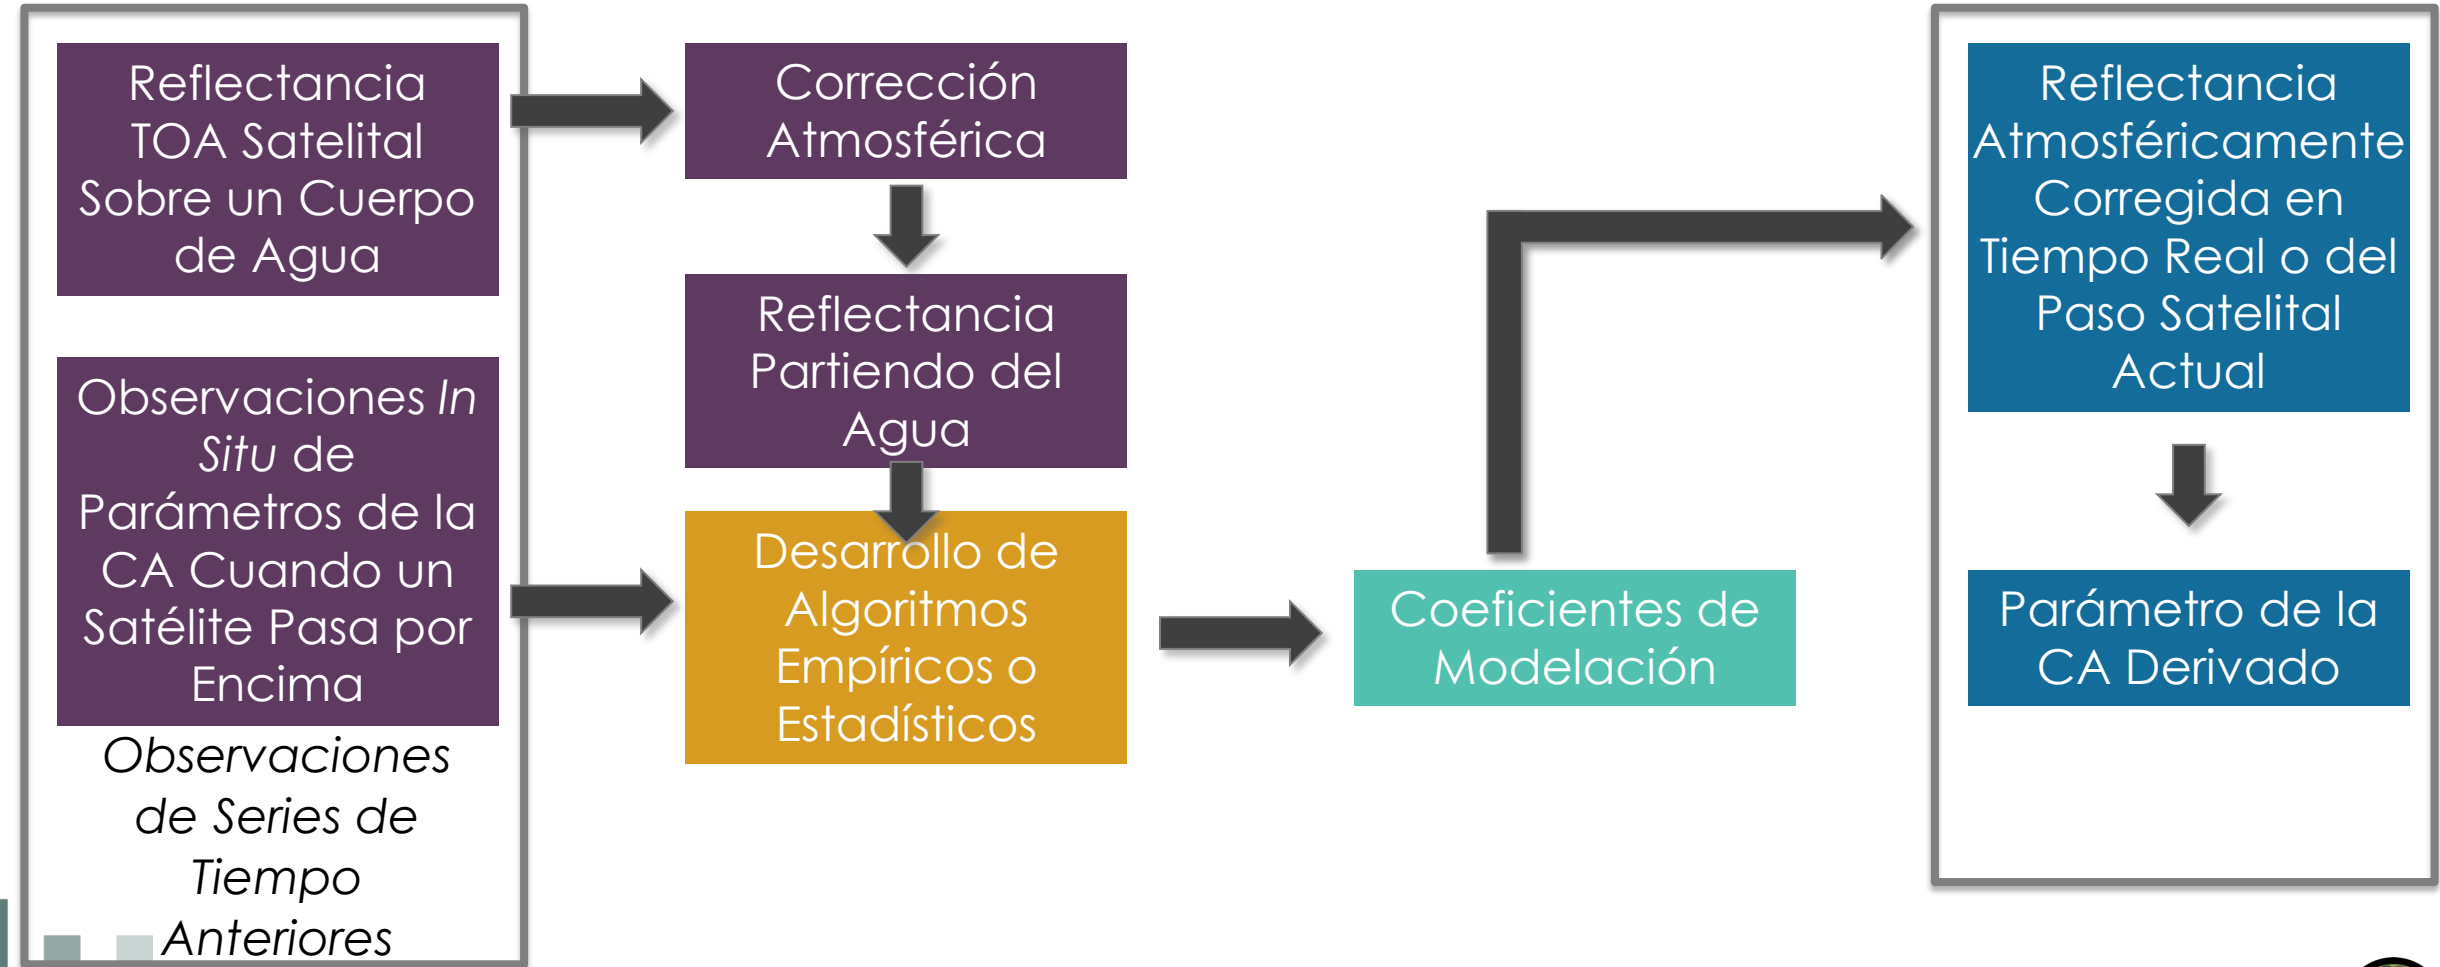 Reflectancia
TOA Satelital
Sobre un Cuerpo
de Agua
Observaciones In
Situ de
Parámetros de la
CA Cuando un
Satélite Pasa por
Encima
Observaciones
de Series de
Tiempo
Anteriores
Corrección
Atmosférica
Reflectancia
Partiendo del
Agua
Desarrollo de
Algoritmos
Empíricos o
Estadísticos
Coeficientes de
Modelación
Reflectancia
Atmosféricamente
Corregida en
Tiempo Real o del
Paso Satelital
Actual
Parámetro de la
CA Derivado